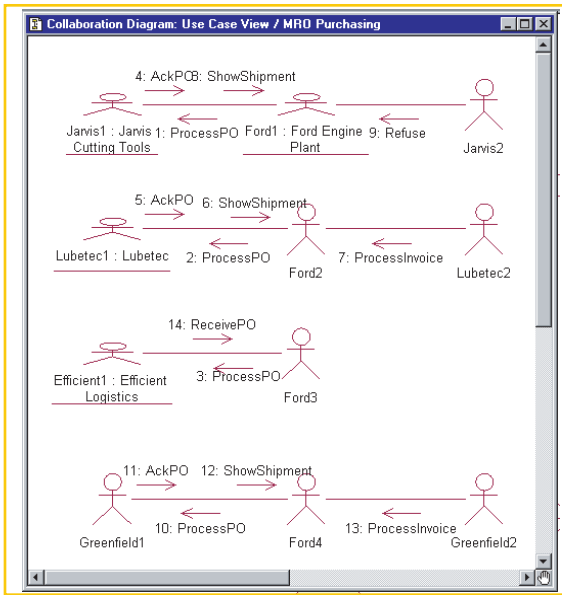 Collaboration Diagram: Use Case View / MRO Purchasing
4: AckPO 8: ShowShipment
1: ProcessPO
9: Refuse
Jarvis1 : Jarvis
Cutting Tools
Ford1 : Ford Engine
Plant
Jarvis2
5: AckPO
6: ShowShipment
2: ProcessPO
7: ProcessInvoice
Lubetec1 : Lubetec
Ford2
Lubetec2
14: ReceivePO
3: ProcessPO
Efficient1 : Efficient
Logistics
Ford3
11: AckPO
12: ShowShipment
10: ProcessPO
13: ProcessInvoice
Greenfield1
Ford4
Greenfield2